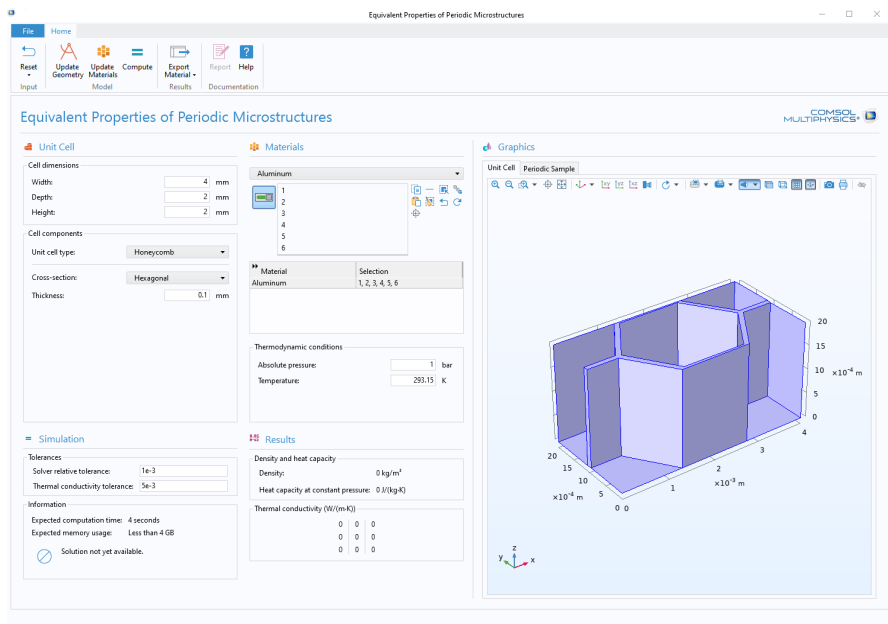 Equivalent Properties of Periodic Microstructures
File Home
Reset Update Geometry Update Materials Compute Export Material Report Help
Input Model Results Documentation
Equivalent Properties of Periodic Microstructures
COMSOL MULTIPHYSICS®
Unit Cell
Cell dimensions
Width: 4 mm
Depth: 2 mm
Height: 2 mm
Cell components
Unit cell type: Honeycomb
Cross-section: Hexagonal
Thickness: 0.1 mm
Simulation
Tolerances
Solver relative tolerance: 1e-3
Thermal conductivity tolerance: 5e-3
Information
Expected computation time: 4 seconds
Expected memory usage: Less than 4 GB
Solution not yet available.
Materials
Aluminum
1
2
3
4
5
6
Material Selection
Aluminum 1, 2, 3, 4, 5, 6
Thermodynamic conditions
Absolute pressure: 1 bar
Temperature: 293.15 K
Results
Density and heat capacity
Density: 0 kg/m³
Heat capacity at constant pressure: 0 J/(kg·K)
Thermal conductivity (W/(m·K))
0 0 0
0 0 0
0 0 0
Graphics
Unit Cell Periodic Sample
xy yz xz
20
15
10 ×10⁻⁴ m
5
0
4
3
2
×10⁻³ m
1
0 0
20
15
10
×10⁻⁴ m 5
z
y x